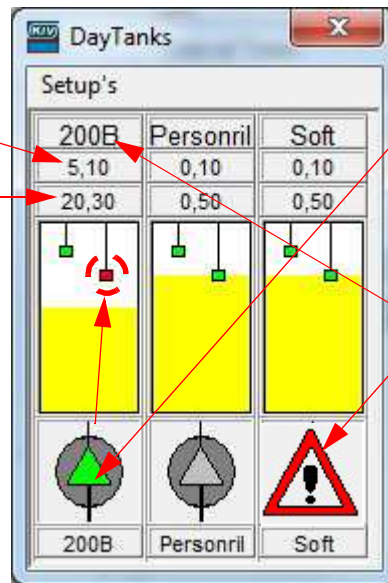 KJV DayTanks
Setup's
200B Personril Soft
5,10 0,10 0,10
20,30 0,50 0,50
200B Personril Soft